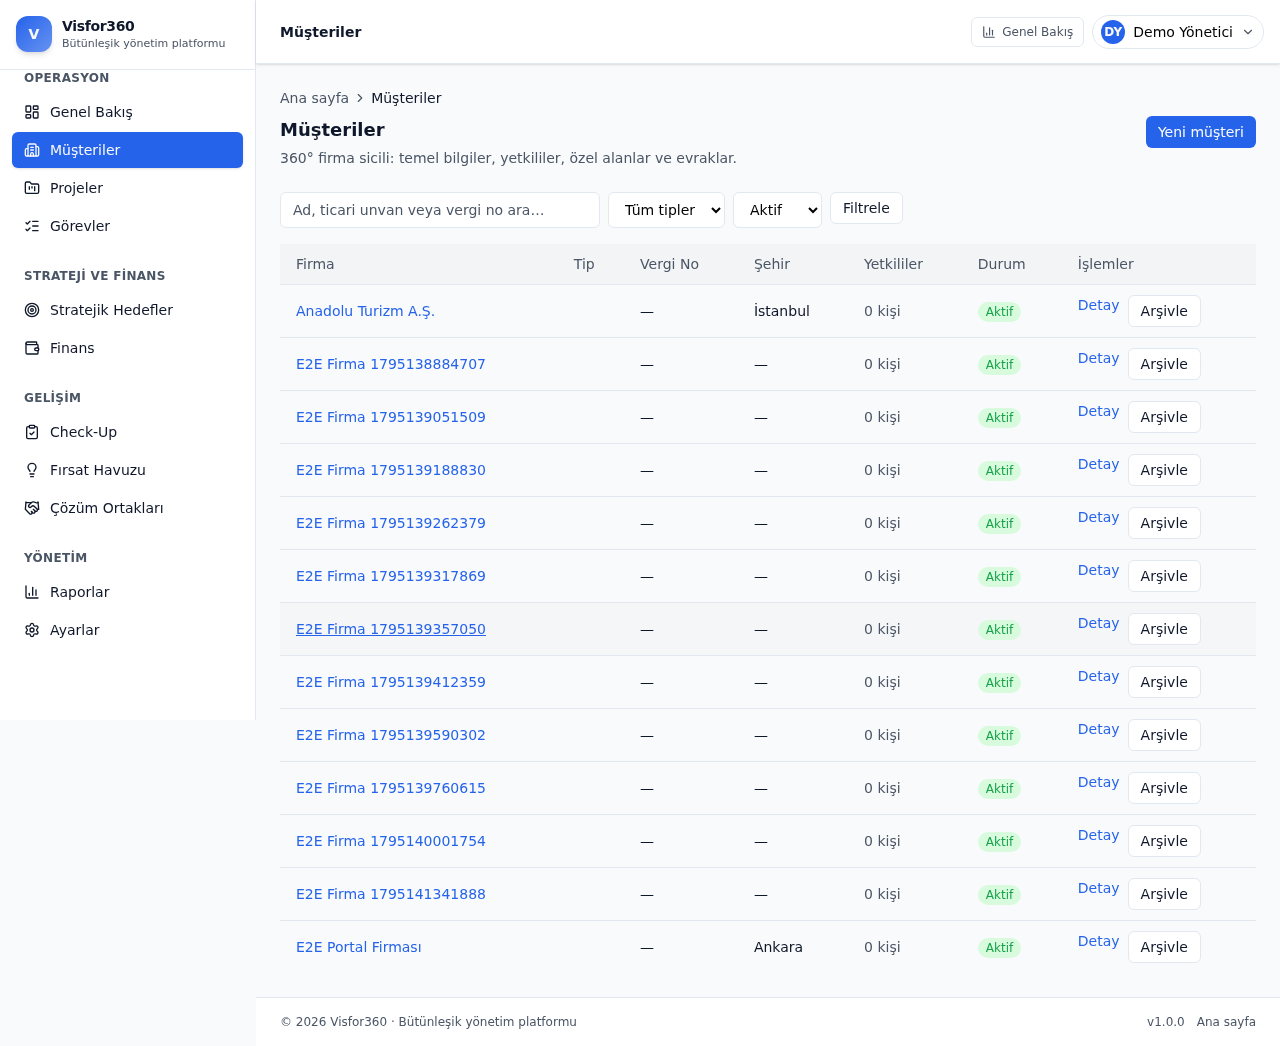 V
Visfor360
Bütünleşik yönetim platformu
OPERASYON
Genel Bakış
Müşteriler
Projeler
Görevler
STRATEJİ VE FİNANS
Stratejik Hedefler
Finans
GELİŞİM
Check-Up
Fırsat Havuzu
Çözüm Ortakları
YÖNETİM
Raporlar
Ayarlar
Müşteriler
Genel Bakış
DY Demo Yönetici
Ana sayfa > Müşteriler
Müşteriler
360° firma sicili: temel bilgiler, yetkililer, özel alanlar ve evraklar.
Yeni müşteri
Ad, ticari unvan veya vergi no ara… Tüm tipler Aktif Filtrele
Firma Tip Vergi No Şehir Yetkililer Durum İşlemler
Anadolu Turizm A.Ş. — İstanbul 0 kişi Aktif Detay Arşivle
E2E Firma 1795138884707 — — 0 kişi Aktif Detay Arşivle
E2E Firma 1795139051509 — — 0 kişi Aktif Detay Arşivle
E2E Firma 1795139188830 — — 0 kişi Aktif Detay Arşivle
E2E Firma 1795139262379 — — 0 kişi Aktif Detay Arşivle
E2E Firma 1795139317869 — — 0 kişi Aktif Detay Arşivle
E2E Firma 1795139357050 — — 0 kişi Aktif Detay Arşivle
E2E Firma 1795139412359 — — 0 kişi Aktif Detay Arşivle
E2E Firma 1795139590302 — — 0 kişi Aktif Detay Arşivle
E2E Firma 1795139760615 — — 0 kişi Aktif Detay Arşivle
E2E Firma 1795140001754 — — 0 kişi Aktif Detay Arşivle
E2E Firma 1795141341888 — — 0 kişi Aktif Detay Arşivle
E2E Portal Firması — Ankara 0 kişi Aktif Detay Arşivle
© 2026 Visfor360 · Bütünleşik yönetim platformu
v1.0.0 Ana sayfa